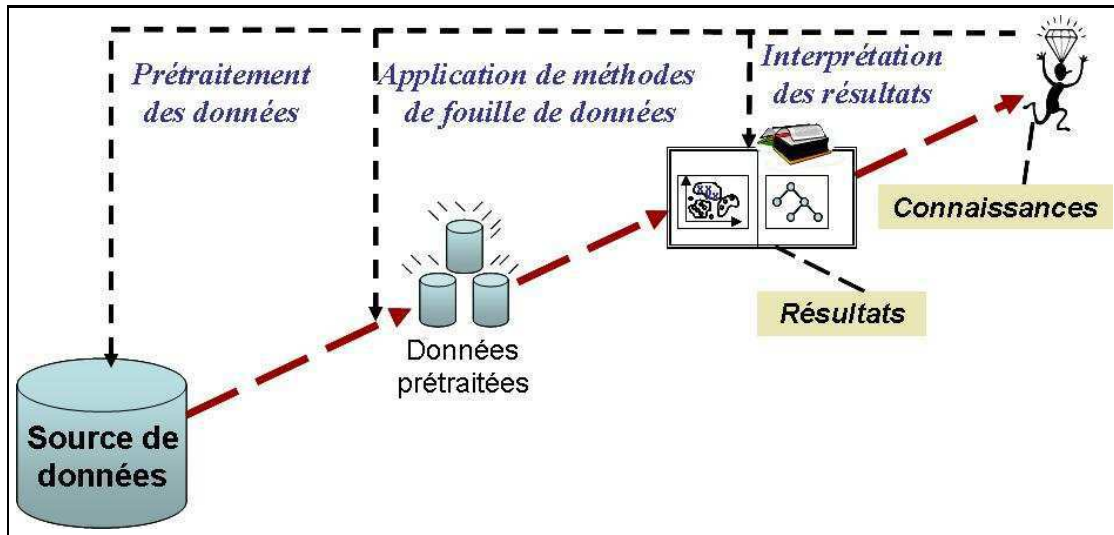 Prétraitement
des données
Application de méthodes
de fouille de données
Interprétation
des résultats
Connaissances
Résultats
Données
prétraitées
Source de
données